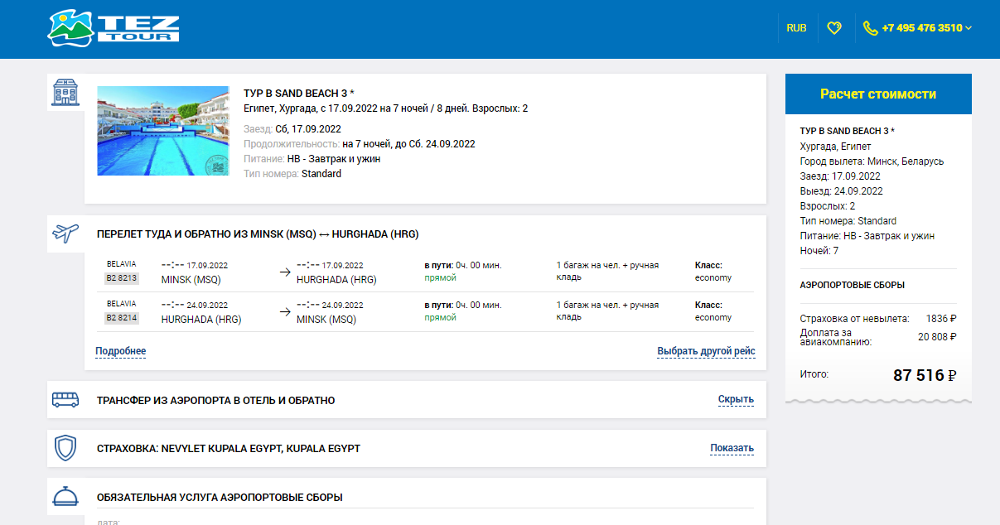 TEZ TOUR
RUB
+7 495 476 3510
ТУР В SAND BEACH 3 *
Египет, Хургада, с 17.09.2022 на 7 ночей / 8 дней. Взрослых: 2
Заезд: Сб, 17.09.2022
Продолжительность: на 7 ночей, до Сб. 24.09.2022
Питание: HB - Завтрак и ужин
Тип номера: Standard
ПЕРЕЛЕТ ТУДА И ОБРАТНО ИЗ MINSK (MSQ) ↔ HURGHADA (HRG)
BELAVIA --:-- 17.09.2022 → --:-- 17.09.2022 в пути: 0ч. 00 мин. 1 багаж на чел. + ручная Класс:
B2 8213 MINSK (MSQ) HURGHADA (HRG) прямой кладь economy
BELAVIA --:-- 24.09.2022 → --:-- 24.09.2022 в пути: 0ч. 00 мин. 1 багаж на чел. + ручная Класс:
B2 8214 HURGHADA (HRG) MINSK (MSQ) прямой кладь economy
Подробнее Выбрать другой рейс
ТРАНСФЕР ИЗ АЭРОПОРТА В ОТЕЛЬ И ОБРАТНО Скрыть
СТРАХОВКА: NEVYLET KUPALA EGYPT, KUPALA EGYPT Показать
ОБЯЗАТЕЛЬНАЯ УСЛУГА АЭРОПОРТОВЫЕ СБОРЫ
дата:
Расчет стоимости
ТУР В SAND BEACH 3 *
Хургада, Египет
Город вылета: Минск, Беларусь
Заезд: 17.09.2022
Выезд: 24.09.2022
Взрослых: 2
Тип номера: Standard
Питание: HB - Завтрак и ужин
Ночей: 7
АЭРОПОРТОВЫЕ СБОРЫ
Страховка от невылета: 1836 ₽
Доплата за
авиакомпанию: 20 808 ₽
Итого: 87 516 ₽